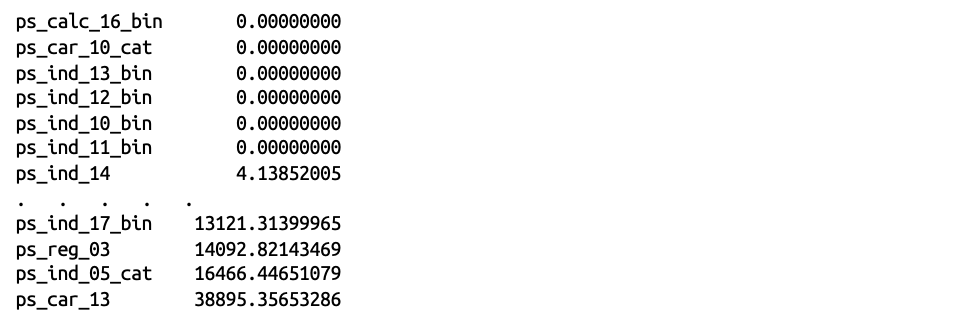 ps_calc_16_bin 0.00000000
ps_car_10_cat 0.00000000
ps_ind_13_bin 0.00000000
ps_ind_12_bin 0.00000000
ps_ind_10_bin 0.00000000
ps_ind_11_bin 0.00000000
ps_ind_14 4.13852005
. . . . .
ps_ind_17_bin 13121.31399965
ps_reg_03 14092.82143469
ps_ind_05_cat 16466.44651079
ps_car_13 38895.35653286